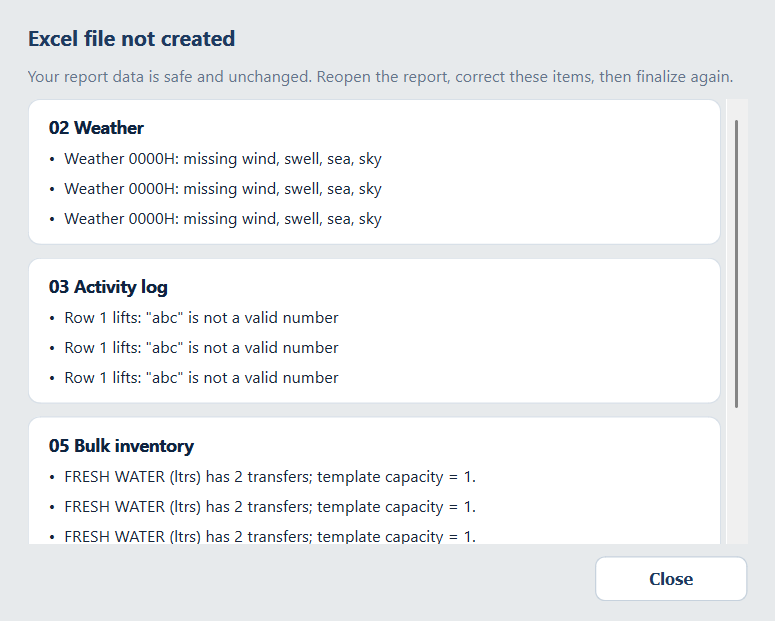 Excel file not created
Your report data is safe and unchanged. Reopen the report, correct these items, then finalize again.
02 Weather
• Weather 0000H: missing wind, swell, sea, sky
• Weather 0000H: missing wind, swell, sea, sky
• Weather 0000H: missing wind, swell, sea, sky
03 Activity log
• Row 1 lifts: "abc" is not a valid number
• Row 1 lifts: "abc" is not a valid number
• Row 1 lifts: "abc" is not a valid number
05 Bulk inventory
• FRESH WATER (ltrs) has 2 transfers; template capacity = 1.
• FRESH WATER (ltrs) has 2 transfers; template capacity = 1.
• FRESH WATER (ltrs) has 2 transfers; template capacity = 1.
Close